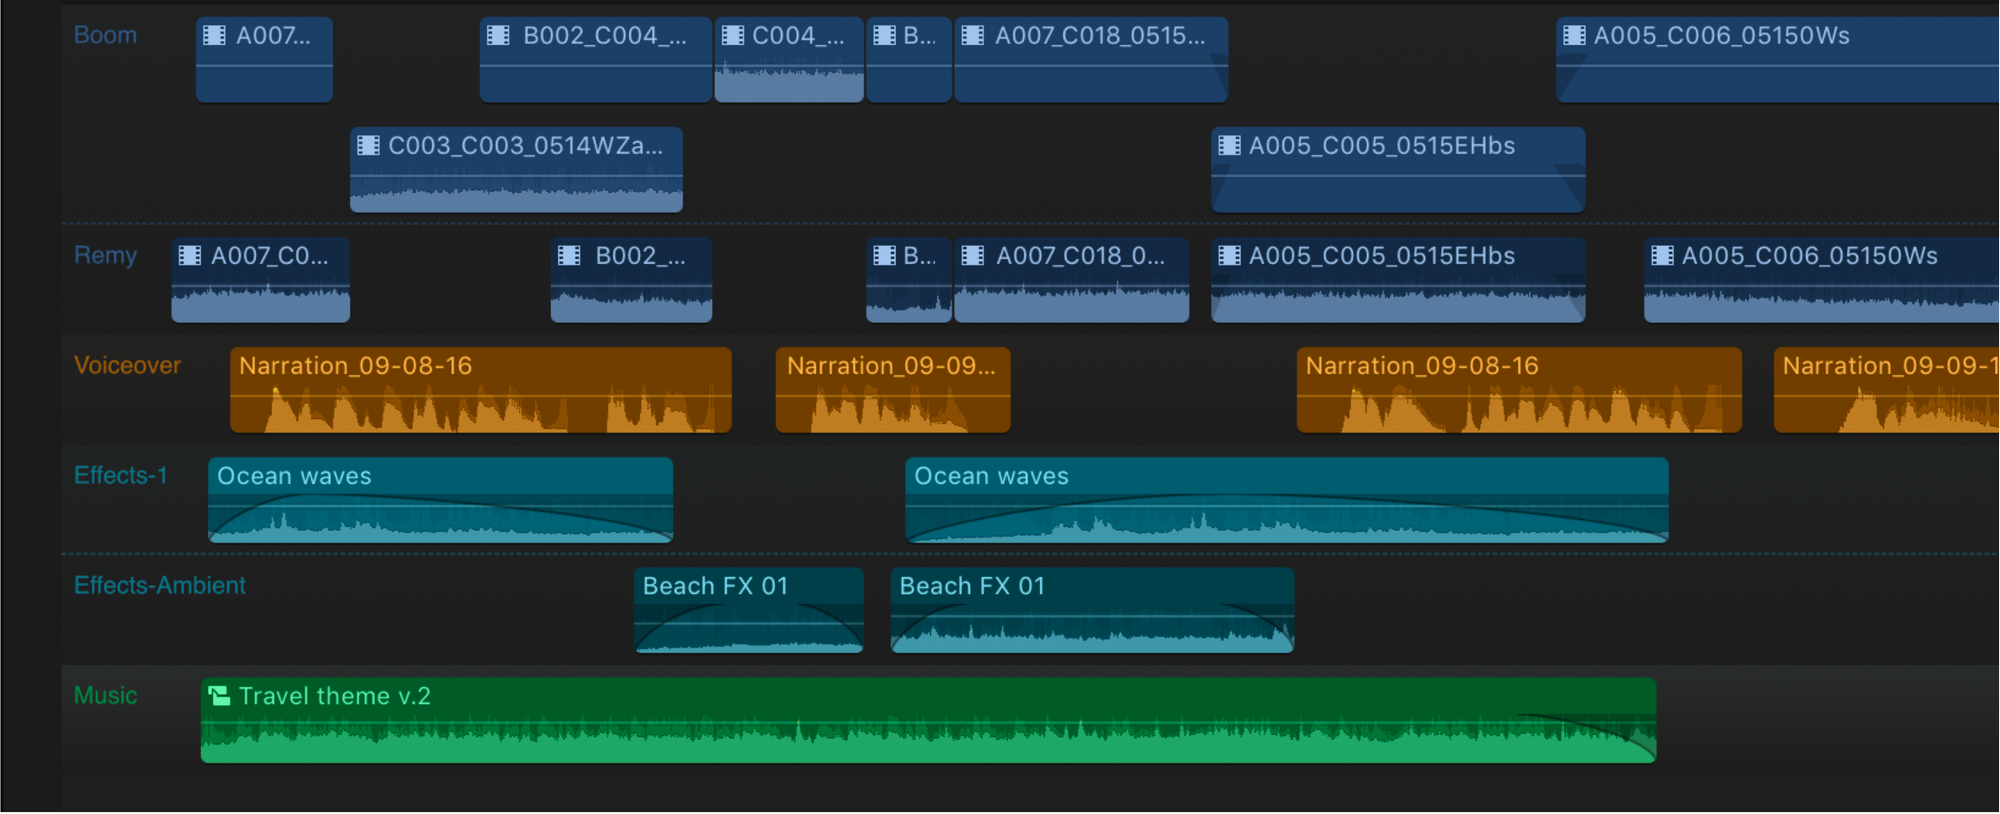 Boom
A007...
B002_C004_...
C004_...
B...
A007_C018_0515...
A005_C006_05150Ws
C003_C003_0514WZa...
A005_C005_0515EHbs
Remy
A007_C0...
B002_...
B...
A007_C018_0...
A005_C005_0515EHbs
A005_C006_05150Ws
Voiceover
Narration_09-08-16
Narration_09-09...
Narration_09-08-16
Narration_09-09-1
Effects-1
Ocean waves
Ocean waves
Effects-Ambient
Beach FX 01
Beach FX 01
Music
Travel theme v.2